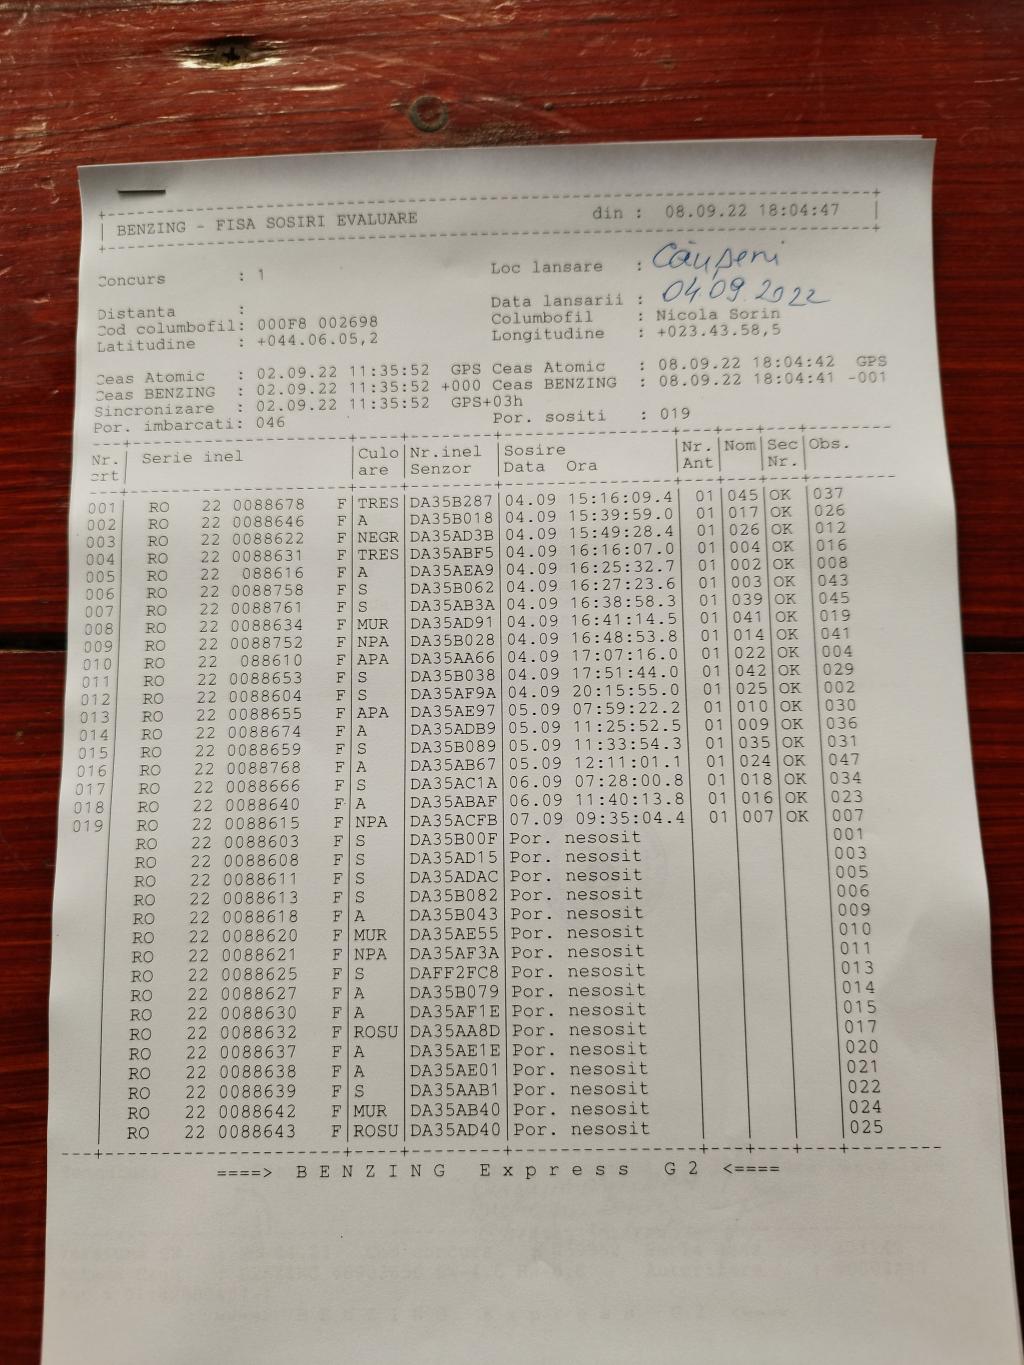 BENZING - FISA SOSIRI EVALUARE din : 08.09.22 18:04:47
Concurs : 1 Loc lansare : Căușeni
Data lansarii : 04.09.2022
Distanta : Columbofil : Nicola Sorin
Cod columbofil: 000F8 002698 Longitudine : +023.43.58,5
Latitudine : +044.06.05,2
Ceas Atomic : 02.09.22 11:35:52 GPS Ceas Atomic : 08.09.22 18:04:42 GPS
Ceas BENZING : 02.09.22 11:35:52 +000 Ceas BENZING : 08.09.22 18:04:41 -001
Sincronizare : 02.09.22 11:35:52 GPS+03h
Por. imbarcati: 046 Por. sositi : 019
Nr. Serie inel Culo Nr.inel Sosire Nr. Nom Sec Obs.
crt are Senzor Data Ora Ant Nr.
001 RO 22 0088678 F TRES DA35B287 04.09 15:16:09.4 01 045 OK 037
002 RO 22 0088646 F A DA35B018 04.09 15:39:59.0 01 017 OK 026
003 RO 22 0088622 F NEGR DA35AD3B 04.09 15:49:28.4 01 026 OK 012
004 RO 22 0088631 F TRES DA35ABF5 04.09 16:16:07.0 01 004 OK 016
005 RO 22 088616 F A DA35AEA9 04.09 16:25:32.7 01 002 OK 008
006 RO 22 0088758 F S DA35B062 04.09 16:27:23.6 01 003 OK 043
007 RO 22 0088761 F S DA35AB3A 04.09 16:38:58.3 01 039 OK 045
008 RO 22 0088634 F MUR DA35AD91 04.09 16:41:14.5 01 041 OK 019
009 RO 22 0088752 F NPA DA35B028 04.09 16:48:53.8 01 014 OK 041
010 RO 22 088610 F APA DA35AA66 04.09 17:07:16.0 01 022 OK 004
011 RO 22 0088653 F S DA35B038 04.09 17:51:44.0 01 042 OK 029
012 RO 22 0088604 F S DA35AF9A 04.09 20:15:55.0 01 025 OK 002
013 RO 22 0088655 F APA DA35AE97 05.09 07:59:22.2 01 010 OK 030
014 RO 22 0088674 F A DA35ADB9 05.09 11:25:52.5 01 009 OK 036
015 RO 22 0088659 F S DA35B089 05.09 11:33:54.3 01 035 OK 031
016 RO 22 0088768 F A DA35AB67 05.09 12:11:01.1 01 024 OK 047
017 RO 22 0088666 F S DA35AC1A 06.09 07:28:00.8 01 018 OK 034
018 RO 22 0088640 F A DA35ABAF 06.09 11:40:13.8 01 016 OK 023
019 RO 22 0088615 F NPA DA35ACFB 07.09 09:35:04.4 01 007 OK 007
RO 22 0088603 F S DA35B00F Por. nesosit 001
RO 22 0088608 F S DA35AD15 Por. nesosit 003
RO 22 0088611 F S DA35ADAC Por. nesosit 005
RO 22 0088613 F S DA35B082 Por. nesosit 006
RO 22 0088618 F A DA35B043 Por. nesosit 009
RO 22 0088620 F MUR DA35AE55 Por. nesosit 010
RO 22 0088621 F NPA DA35AF3A Por. nesosit 011
RO 22 0088625 F S DAFF2FC8 Por. nesosit 013
RO 22 0088627 F A DA35B079 Por. nesosit 014
RO 22 0088630 F A DA35AF1E Por. nesosit 015
RO 22 0088632 F ROSU DA35AA8D Por. nesosit 017
RO 22 0088637 F A DA35AE1E Por. nesosit 020
RO 22 0088638 F A DA35AE01 Por. nesosit 021
RO 22 0088639 F S DA35AAB1 Por. nesosit 022
RO 22 0088642 F MUR DA35AB40 Por. nesosit 024
RO 22 0088643 F ROSU DA35AD40 Por. nesosit 025
====> B E N Z I N G E x p r e s s G 2 <====